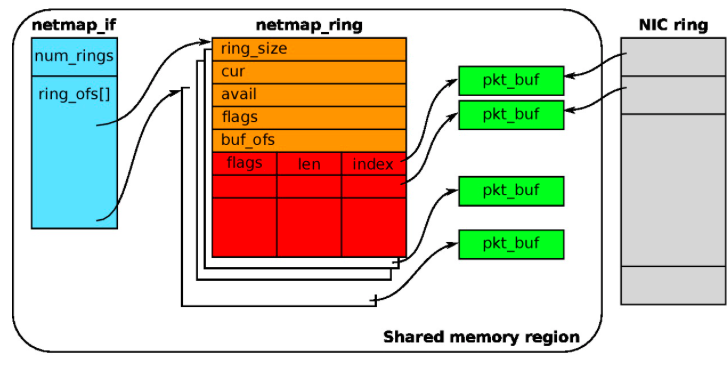 netmap_if
netmap_ring
NIC ring
num_rings
ring_ofs[]
ring_size
cur
avail
flags
buf_ofs
flags len index
pkt_buf
pkt_buf
pkt_buf
pkt_buf
Shared memory region